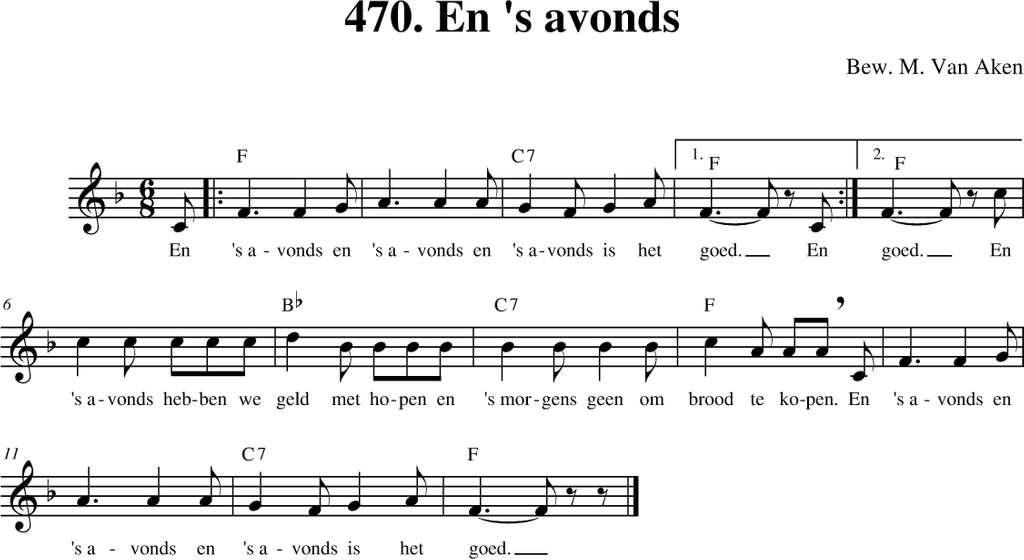 470. En 's avonds
Bew. M. Van Aken
F C7 1. F 2. F
6 8
En 's a - vonds en 's a - vonds en 's a - vonds is het goed. En goed. En
6 B♭ C7 F
's a - vonds heb - ben we geld met ho - pen en 's mor - gens geen om brood te ko - pen. En 's a - vonds en
11 C7 F
's a - vonds en 's a - vonds is het goed.